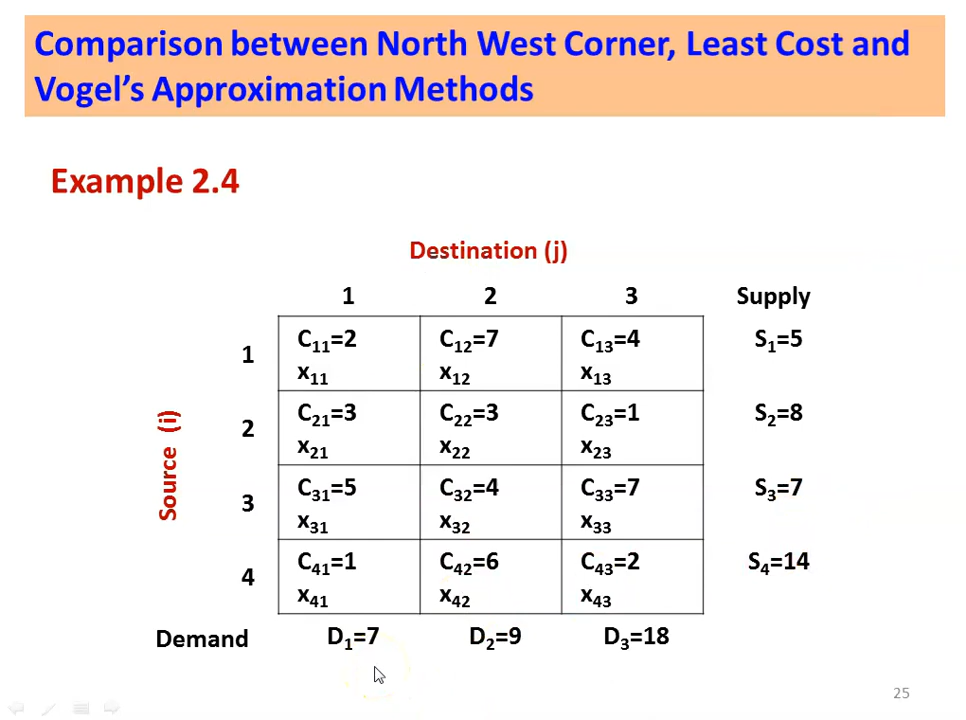 Comparison between North West Corner, Least Cost and
Vogel's Approximation Methods
Example 2.4
Destination (j)
1 2 3 Supply
C11=2 C12=7 C13=4 S1=5
1
x11 x12 x13
C21=3 C22=3 C23=1 S2=8
2
x21 x22 x23
Source (i)
C31=5 C32=4 C33=7 S3=7
3
x31 x32 x33
C41=1 C42=6 C43=2 S4=14
4
x41 x42 x43
Demand D1=7 D2=9 D3=18
25